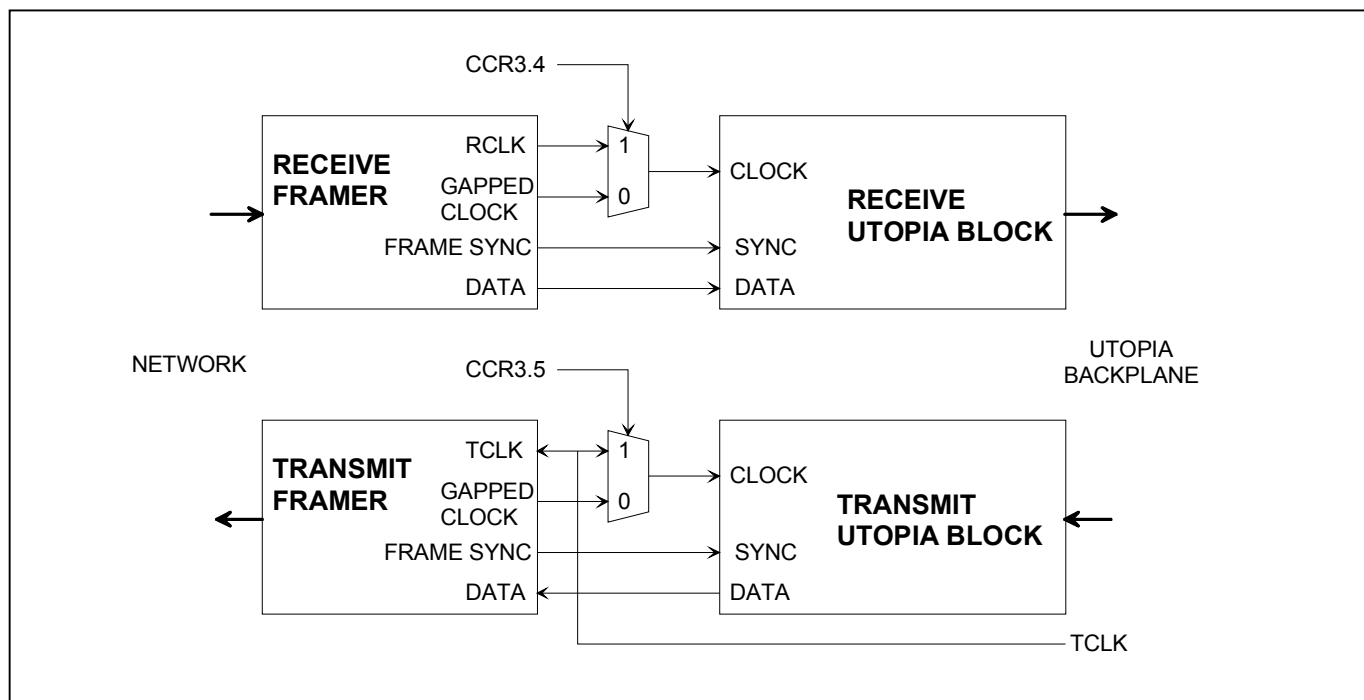 CCR3.4
RECEIVE
FRAMER
RCLK
GAPPED
CLOCK
FRAME SYNC
DATA
1
0
CLOCK
SYNC
DATA
RECEIVE
UTOPIA BLOCK
NETWORK
UTOPIA
BACKPLANE
CCR3.5
TRANSMIT
FRAMER
TCLK
GAPPED
CLOCK
FRAME SYNC
DATA
1
0
CLOCK
SYNC
DATA
TRANSMIT
UTOPIA BLOCK
TCLK